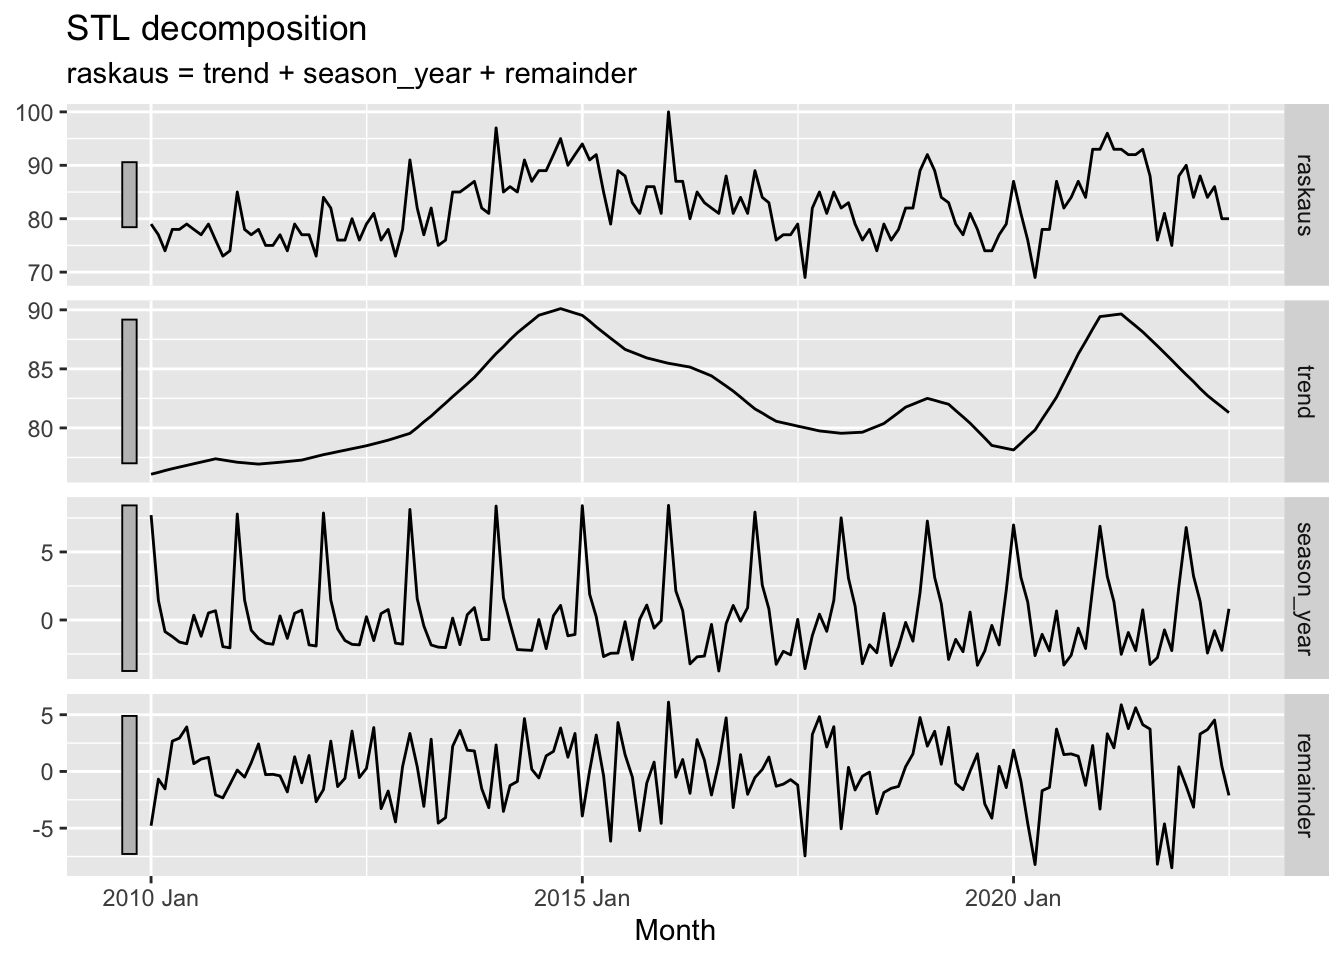 STL decomposition
raskaus = trend + season_year + remainder
100
90
80
70
raskaus
90
85
80
trend
5
0
season_year
5
0
-5
remainder
2010 Jan
2015 Jan
2020 Jan
Month